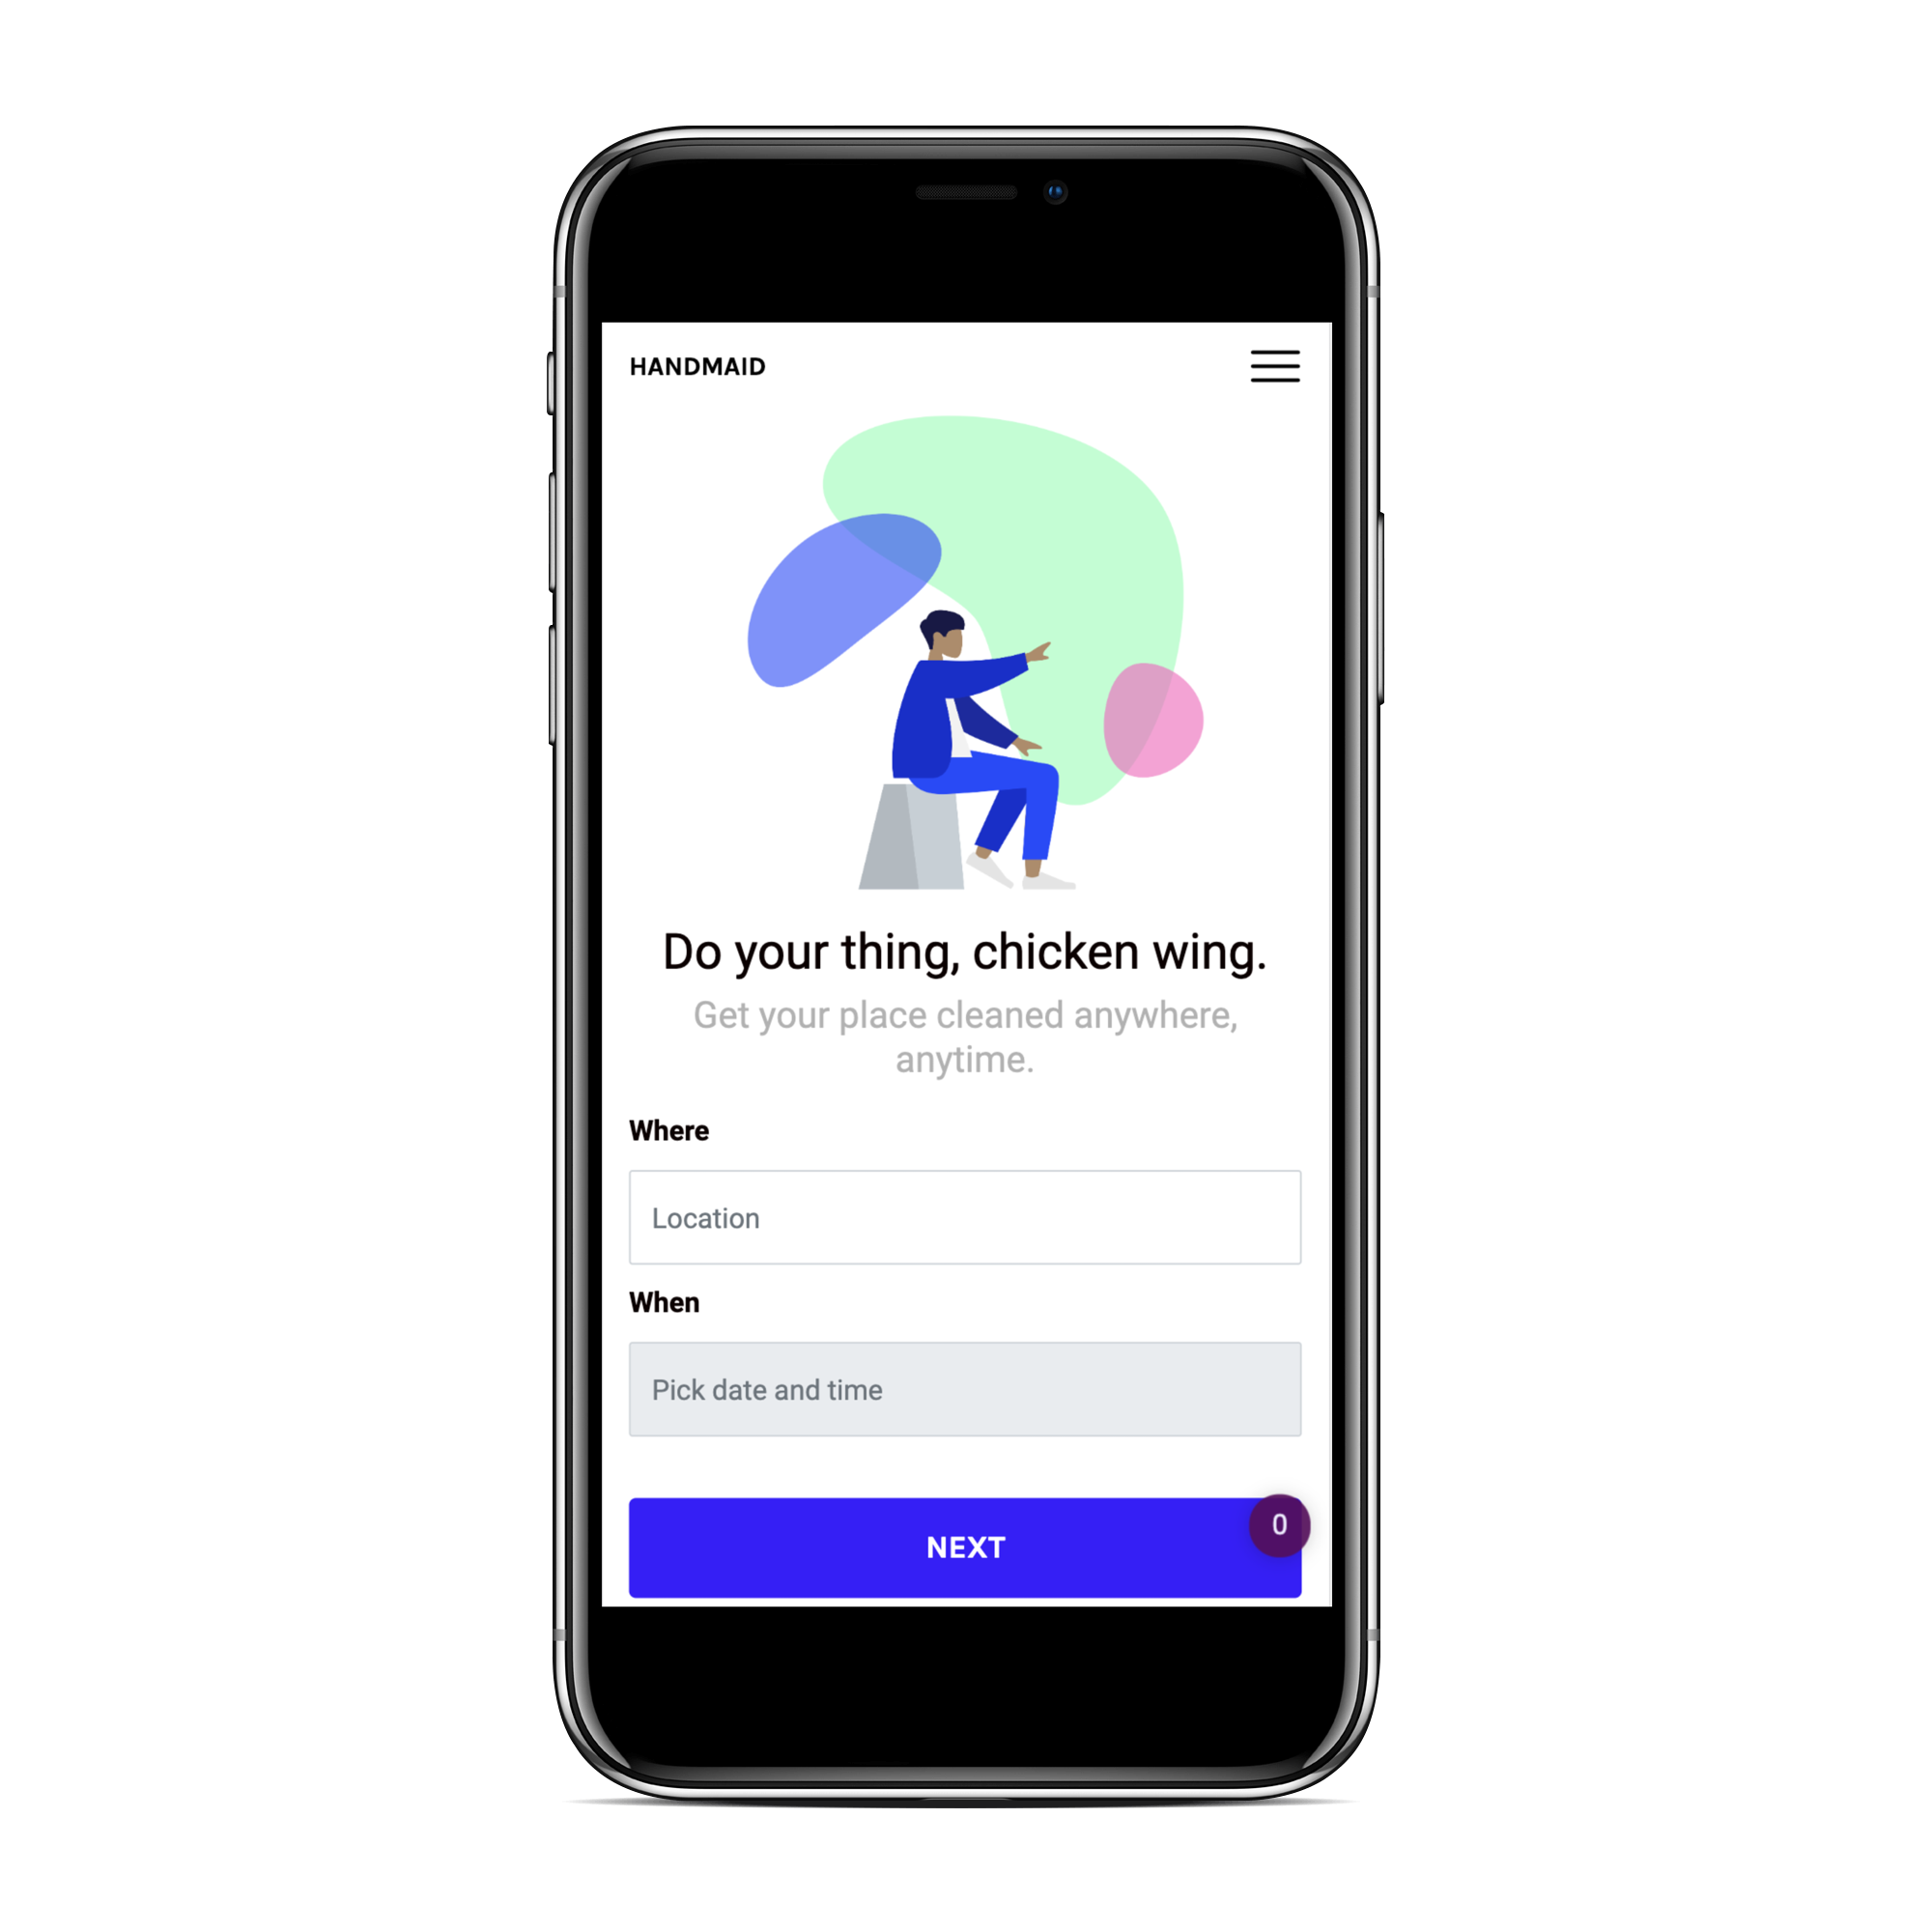 HANDMAID
Do your thing, chicken wing.
Get your place cleaned anywhere,
anytime.
Where
Location
When
Pick date and time
NEXT
0